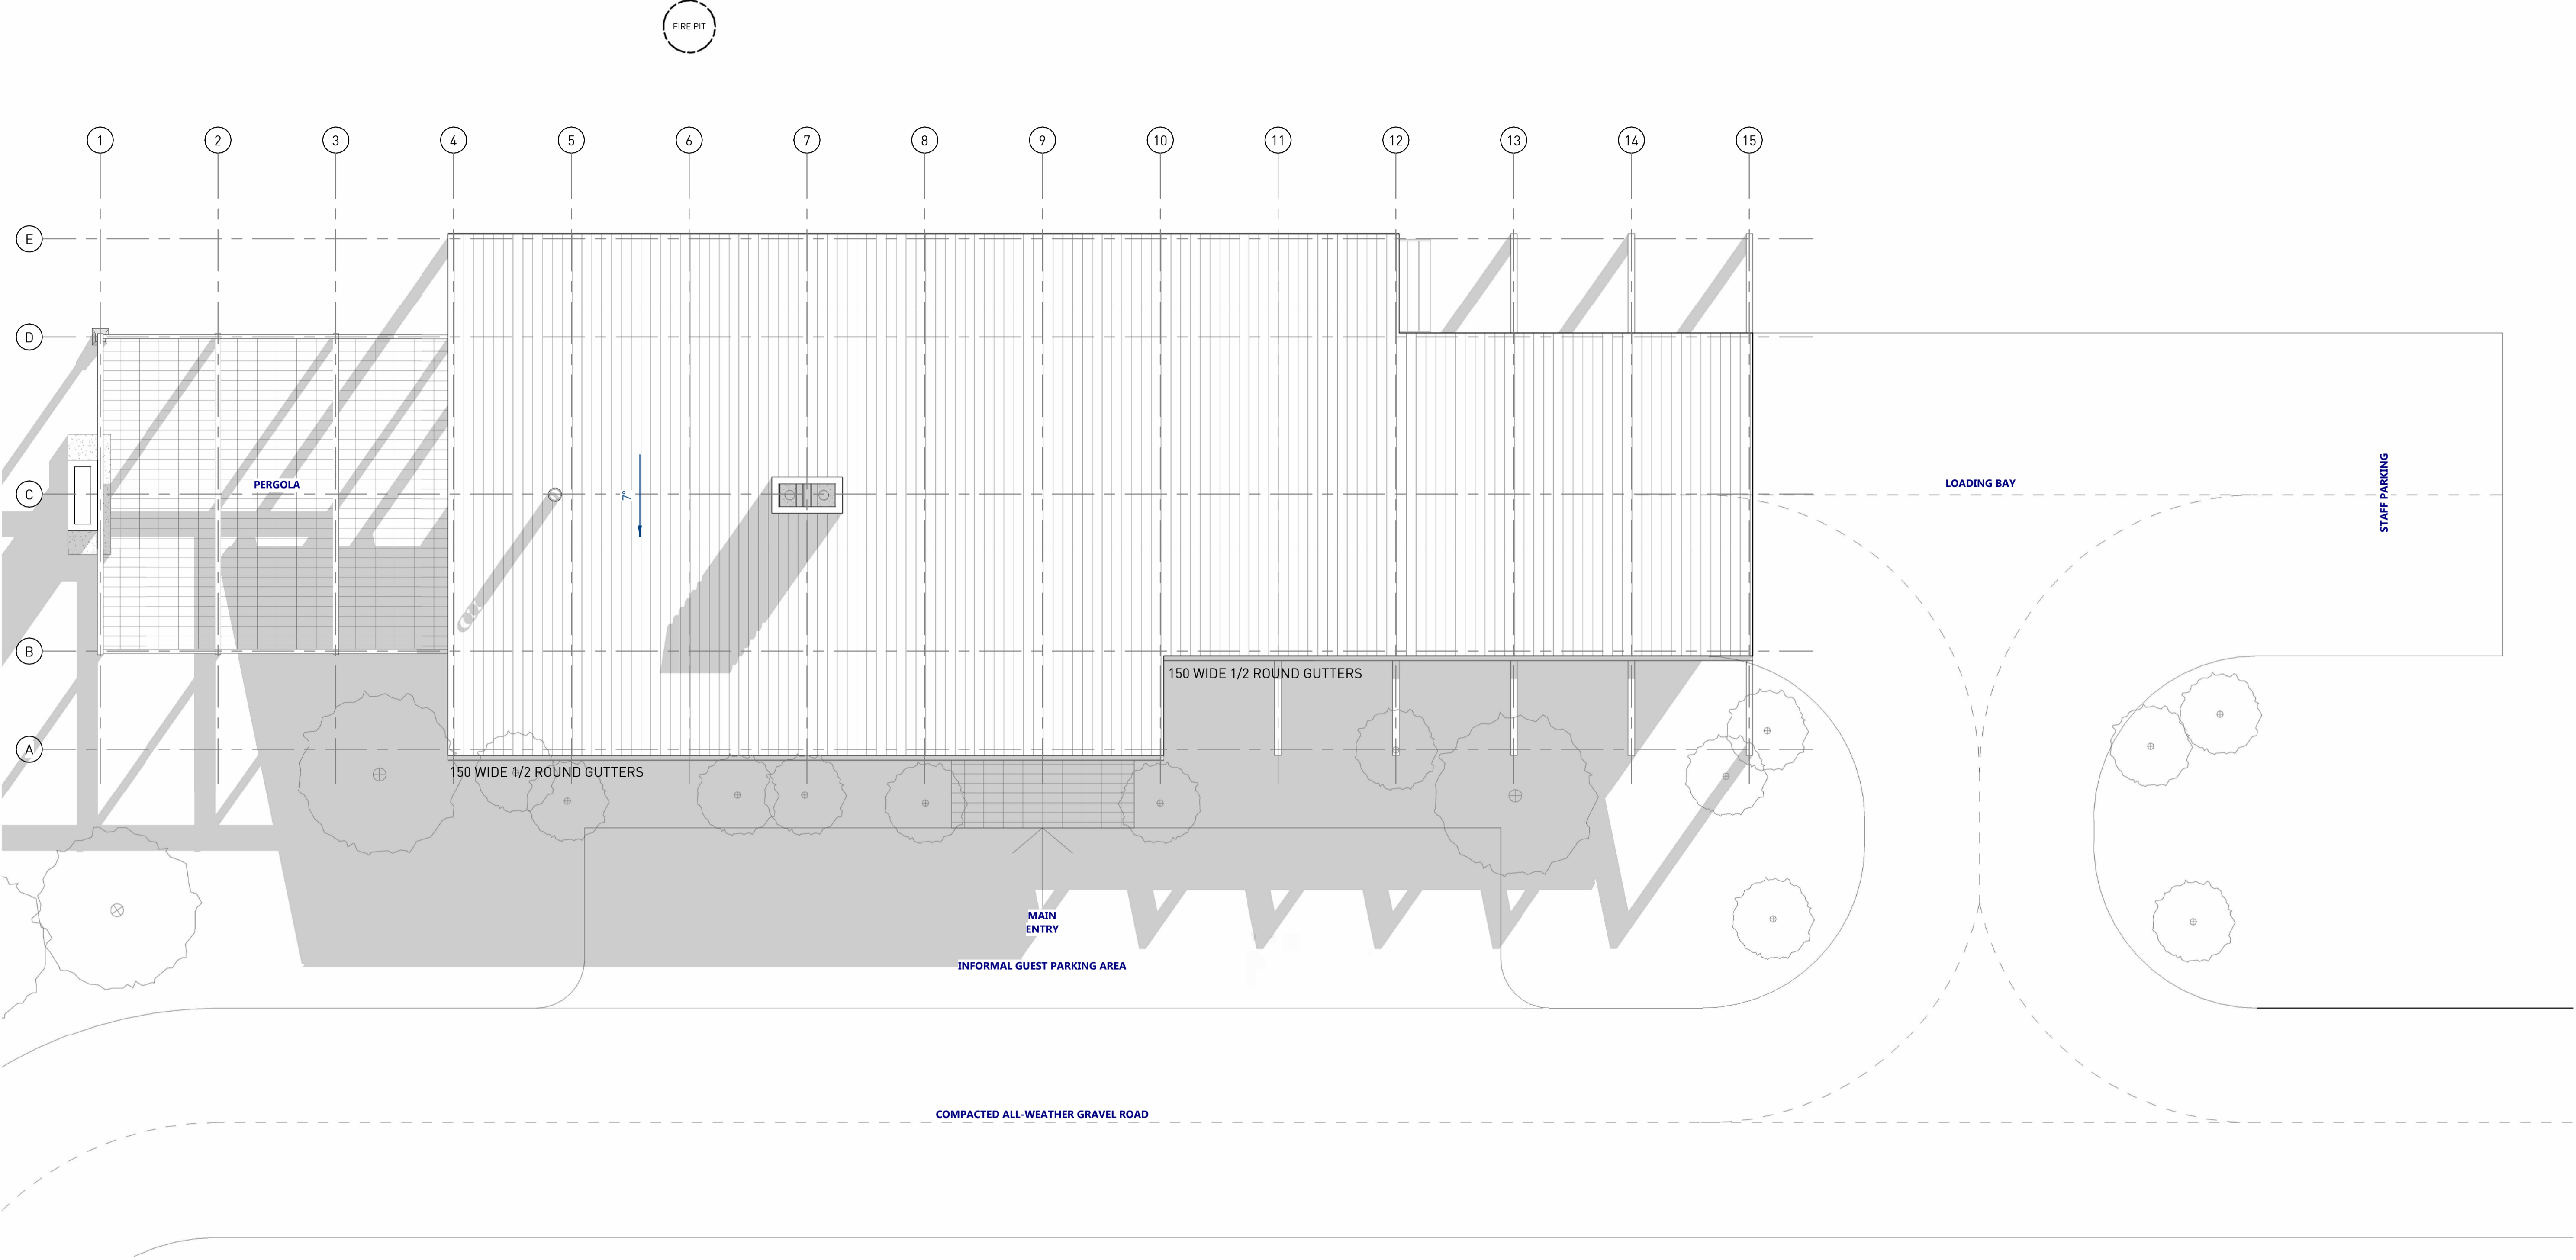 FIRE PIT
1 2 3 4 5 6 7 8 9 10 11 12 13 14 15
E
D
C
B
A
PERGOLA
7°
LOADING BAY
STAFF PARKING
150 WIDE 1/2 ROUND GUTTERS
150 WIDE 1/2 ROUND GUTTERS
MAIN
ENTRY
INFORMAL GUEST PARKING AREA
COMPACTED ALL-WEATHER GRAVEL ROAD